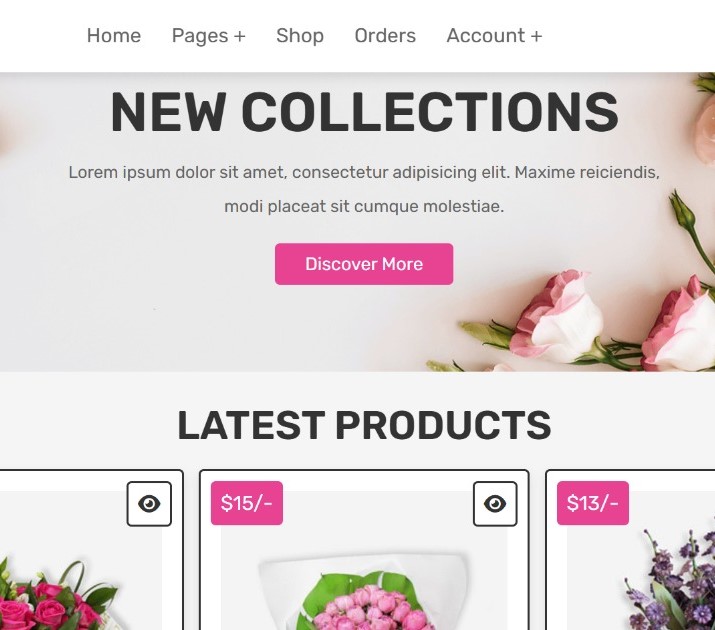 Home Pages + Shop Orders Account +
NEW COLLECTIONS
Lorem ipsum dolor sit amet, consectetur adipisicing elit. Maxime reiciendis,
modi placeat sit cumque molestiae.
Discover More
LATEST PRODUCTS
$15/- $13/-